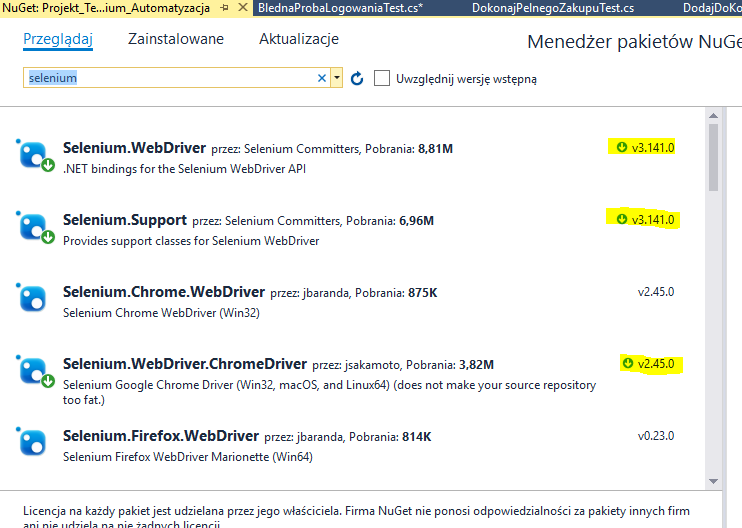 NuGet: Projekt_Te...ium_Automatyzacja BlednaProbaLogowaniaTest.cs* DokonajPelnegoZakupuTest.cs DodajDoKo
Przeglądaj Zainstalowane Aktualizacje Menedżer pakietów NuGe
selenium Uwzględnij wersję wstępną
Selenium.WebDriver przez: Selenium Committers, Pobrania: 8,81M v3.141.0
.NET bindings for the Selenium WebDriver API
Selenium.Support przez: Selenium Committers, Pobrania: 6,96M v3.141.0
Provides support classes for Selenium WebDriver
Selenium.Chrome.WebDriver przez: jbaranda, Pobrania: 875K v2.45.0
Selenium Chrome WebDriver (Win32)
Selenium.WebDriver.ChromeDriver przez: jsakamoto, Pobrania: 3,82M v2.45.0
Selenium Google Chrome Driver (Win32, macOS, and Linux64) (does not make your source repository
too fat.)
Selenium.Firefox.WebDriver przez: jbaranda, Pobrania: 814K v0.23.0
Selenium Firefox WebDriver Marionette (Win64)
Licencja na każdy pakiet jest udzielana przez jego właściciela. Firma NuGet nie ponosi odpowiedzialności za pakiety innych firm
ani nie udziela na nie żadnych licencji.